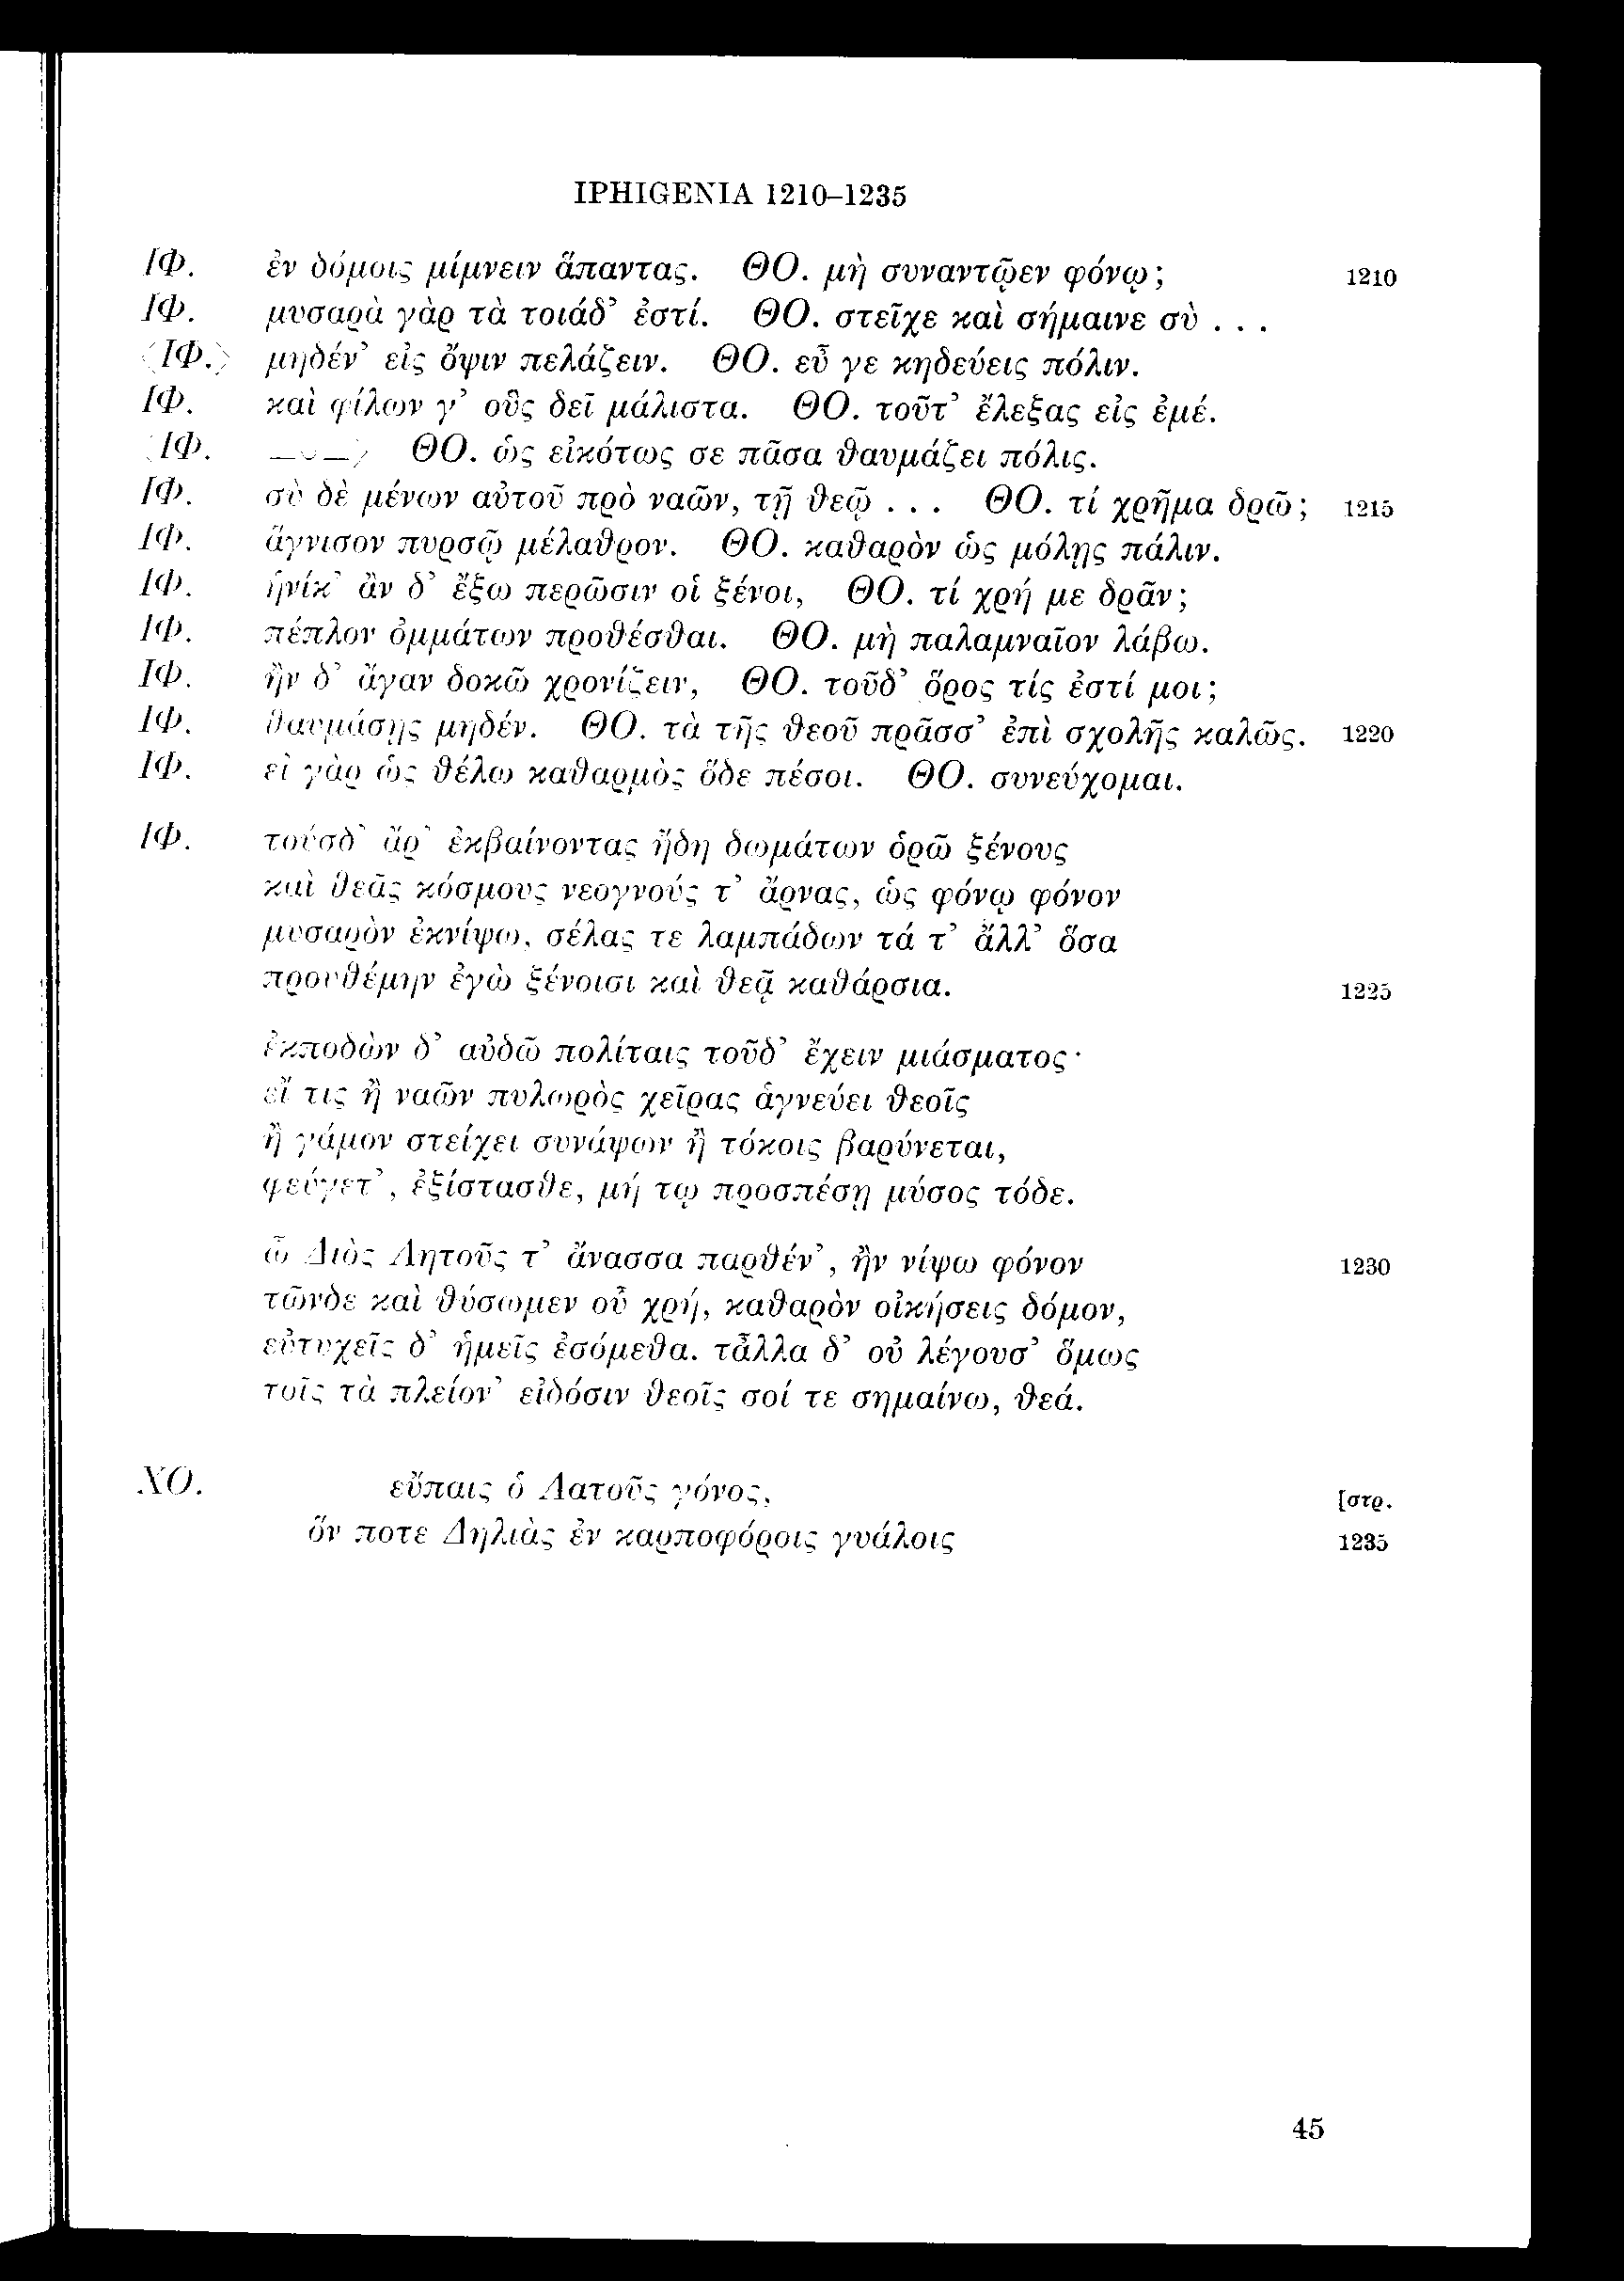 IPHIGENIA 1210–1235
ΙΦ. ἐν δόμοις μίμνειν ἅπαντας. ΘΟ. μὴ συναντῷεν φόνῳ; 1210
ΙΦ. μυσαρὰ γὰρ τὰ τοιάδ’ ἐστί. ΘΟ. στεῖχε καὶ σήμαινε σὺ . . .
〈ΙΦ.〉 μηδέν’ εἰς ὄψιν πελάζειν. ΘΟ. εὖ γε κηδεύεις πόλιν.
ΙΦ. καὶ φίλων γ’ οὓς δεῖ μάλιστα. ΘΟ. τοῦτ’ ἔλεξας εἰς ἐμέ.
〈ΙΦ. _ ᴗ _〉 ΘΟ. ὡς εἰκότως σε πᾶσα θαυμάζει πόλις.
ΙΦ. σὺ δὲ μένων αὐτοῦ πρὸ ναῶν, τῇ θεῷ . . . ΘΟ. τί χρῆμα δρῶ; 1215
ΙΦ. ἅγνισον πυρσῷ μέλαθρον. ΘΟ. καθαρὸν ὡς μόλῃς πάλιν.
ΙΦ. ἡνίκ’ ἂν δ’ ἔξω περῶσιν οἱ ξένοι, ΘΟ. τί χρή με δρᾶν;
ΙΦ. πέπλον ὀμμάτων προθέσθαι. ΘΟ. μὴ παλαμναῖον λάβω.
ΙΦ. ἢν δ’ ἄγαν δοκῶ χρονίζειν, ΘΟ. τοῦδ’ ὅρος τίς ἐστί μοι;
ΙΦ. θαυμάσῃς μηδέν. ΘΟ. τὰ τῆς θεοῦ πρᾶσσ’ ἐπὶ σχολῆς καλῶς. 1220
ΙΦ. εἰ γὰρ ὡς θέλω καθαρμὸς ὅδε πέσοι. ΘΟ. συνεύχομαι.
ΙΦ. τούσδ’ ἄρ’ ἐκβαίνοντας ἤδη δωμάτων ὁρῶ ξένους
καὶ θεᾶς κόσμους νεογνούς τ’ ἄρνας, ὡς φόνῳ φόνον
μυσαρὸν ἐκνίψω, σέλας τε λαμπάδων τά τ’ ἄλλ’ ὅσα
προυθέμην ἐγὼ ξένοισι καὶ θεᾷ καθάρσια. 1225
ἐκποδὼν δ’ αὐδῶ πολίταις τοῦδ’ ἔχειν μιάσματος·
εἴ τις ἢ ναῶν πυλωρὸς χεῖρας ἁγνεύει θεοῖς
ἢ γάμον στείχει συνάψων ἢ τόκοις βαρύνεται,
φεύγετ’, ἐξίστασθε, μή τῳ προσπέσῃ μύσος τόδε.
ὦ Διὸς Λητοῦς τ’ ἄνασσα παρθέν’, ἢν νίψω φόνον 1230
τῶνδε καὶ θύσωμεν οὗ χρή, καθαρὸν οἰκήσεις δόμον,
εὐτυχεῖς δ’ ἡμεῖς ἐσόμεθα. τἆλλα δ’ οὐ λέγουσ’ ὅμως
τοῖς τὰ πλείον’ εἰδόσιν θεοῖς σοί τε σημαίνω, θεά.
ΧΟ. εὔπαις ὁ Λατοῦς γόνος, [στρ.
ὅν ποτε Δηλιὰς ἐν καρποφόροις γυάλοις 1235
45